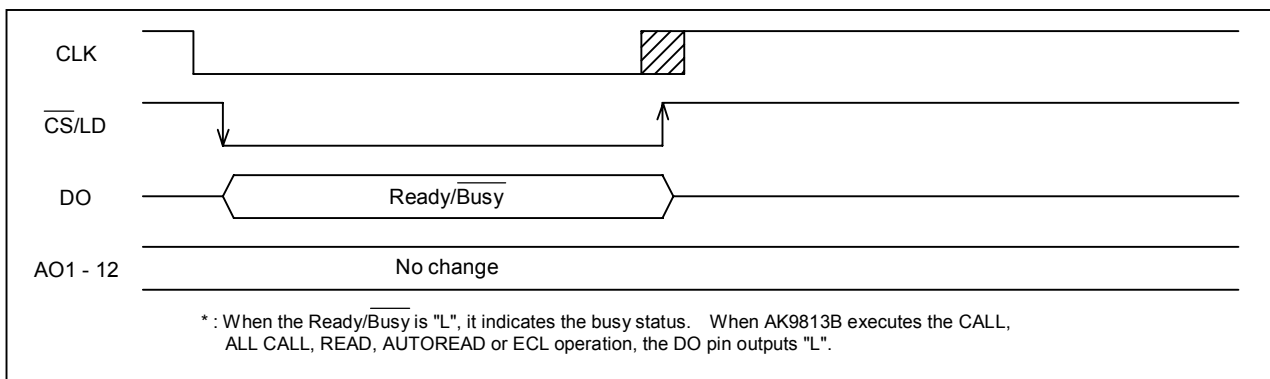 CLK
CS/LD
DO
Ready/Busy
AO1 - 12
No change
* : When the Ready/Busy is "L", it indicates the busy status. When AK9813B executes the CALL,
ALL CALL, READ, AUTOREAD or ECL operation, the DO pin outputs "L".